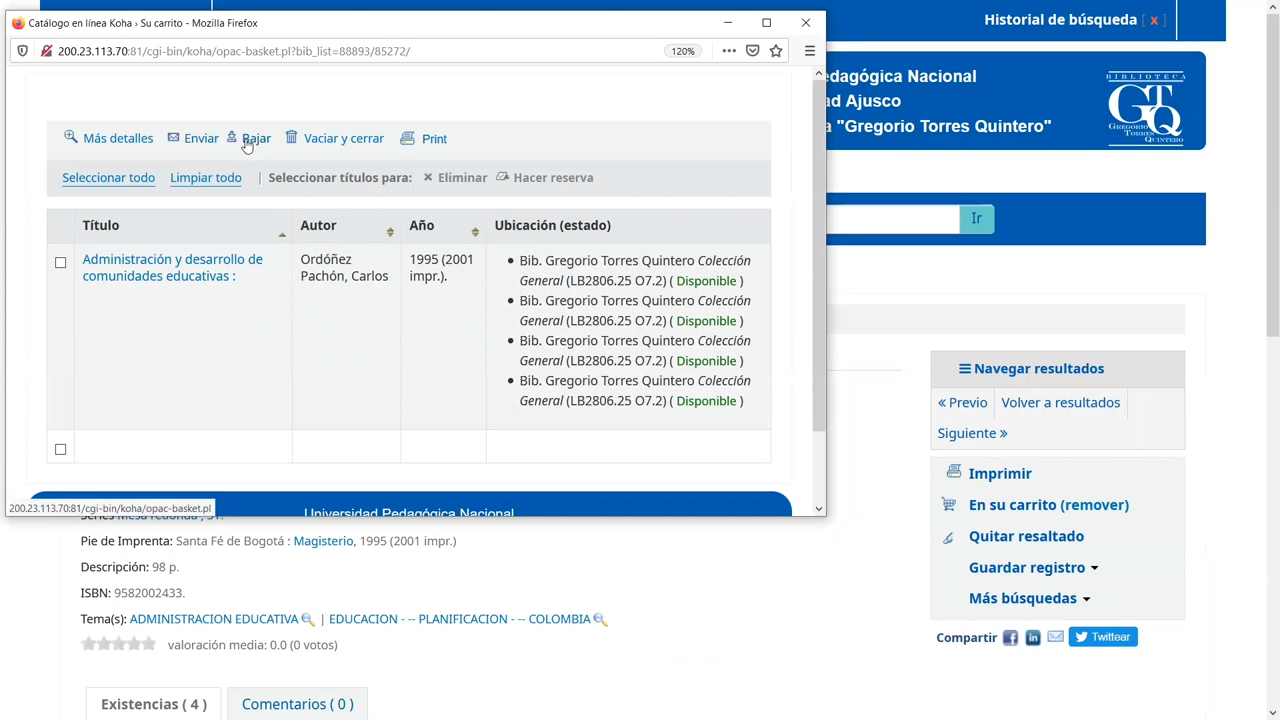 Catálogo en línea Koha › Su carrito - Mozilla Firefox
200.23.113.70:81/cgi-bin/koha/opac-basket.pl?bib_list=88893/85272/
120%
Historial de búsqueda [ x ]
edagógica Nacional
ad Ajusco
a "Gregorio Torres Quintero"
BIBLIOTECA
GTQ
GREGORIO
TORRES
QUINTERO
Ir
Más detalles
Enviar
Bajar
Vaciar y cerrar
Print
Seleccionar todo
Limpiar todo
| Seleccionar títulos para:
Eliminar
Hacer reserva
Título
Autor
Año
Ubicación (estado)
Administración y desarrollo de
comunidades educativas :
Ordóñez
Pachón, Carlos
1995 (2001
impr.).
Bib. Gregorio Torres Quintero Colección
General (LB2806.25 O7.2) ( Disponible )
Bib. Gregorio Torres Quintero Colección
General (LB2806.25 O7.2) ( Disponible )
Bib. Gregorio Torres Quintero Colección
General (LB2806.25 O7.2) ( Disponible )
Bib. Gregorio Torres Quintero Colección
General (LB2806.25 O7.2) ( Disponible )
200.23.113.70:81/cgi-bin/koha/opac-basket.pl
Universidad Pedagógica Nacional
Series Mesa redonda ; 31.
Pie de Imprenta: Santa Fé de Bogotá : Magisterio, 1995 (2001 impr.)
Descripción: 98 p.
ISBN: 9582002433.
Tema(s): ADMINISTRACION EDUCATIVA | EDUCACION - -- PLANIFICACION - -- COLOMBIA
valoración media: 0.0 (0 votos)
Existencias ( 4 )
Comentarios ( 0 )
Navegar resultados
« Previo
Volver a resultados
Siguiente »
Imprimir
En su carrito (remover)
Quitar resaltado
Guardar registro
Más búsquedas
Compartir
Twittear